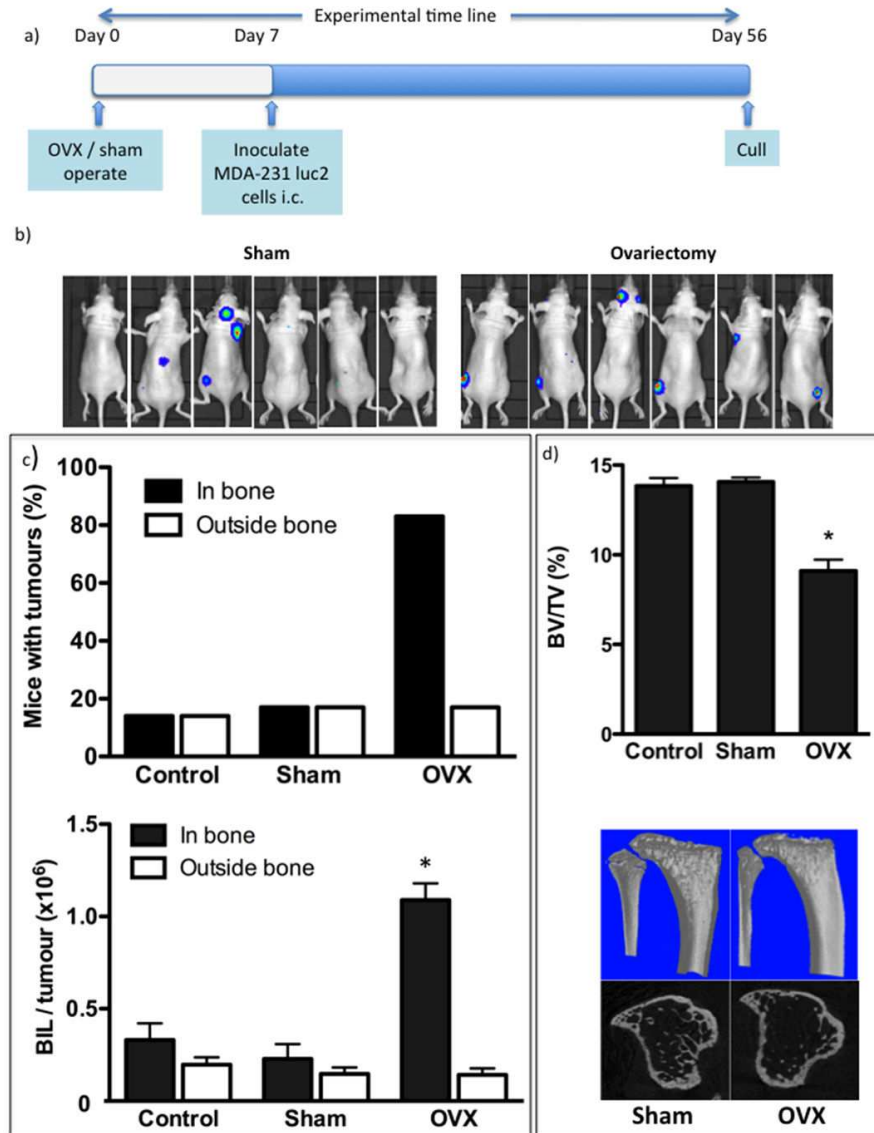 Experimental time line
a) Day 0 Day 7 Day 56
OVX / sham
operate
Inoculate
MDA-231 luc2
cells i.c.
Cull
b)
Sham Ovariectomy
c)
100
80
60
40
20
0
Mice with tumours (%)
In bone
Outside bone
Control Sham OVX
1.5
1.0
0.5
0.0
BIL / tumour (x10⁶)
In bone
Outside bone
*
Control Sham OVX
d)
15
10
5
0
BV/TV (%)
*
Control Sham OVX
Sham OVX